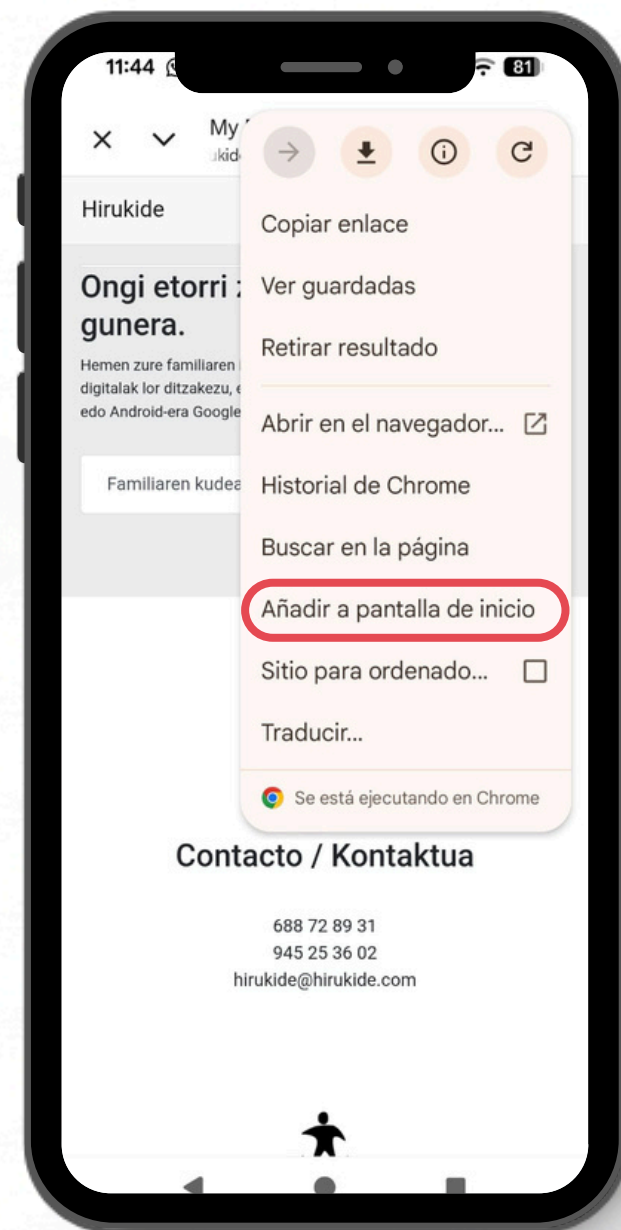 11:44
81
My
Hirukide
Ongi etorri
gunera.
Hemen zure familiaren
digitalak lor ditzakezu,
edo Android-era Google
Familiaren
Copiar enlace
Ver guardadas
Retirar resultado
Abrir en el navegador...
Historial de Chrome
Buscar en la página
Añadir a pantalla de inicio
Sitio para ordenado...
Traducir...
Se está ejecutando en Chrome
Contacto / Kontaktua
688 72 89 31
945 25 36 02
hirukide@hirukide.com